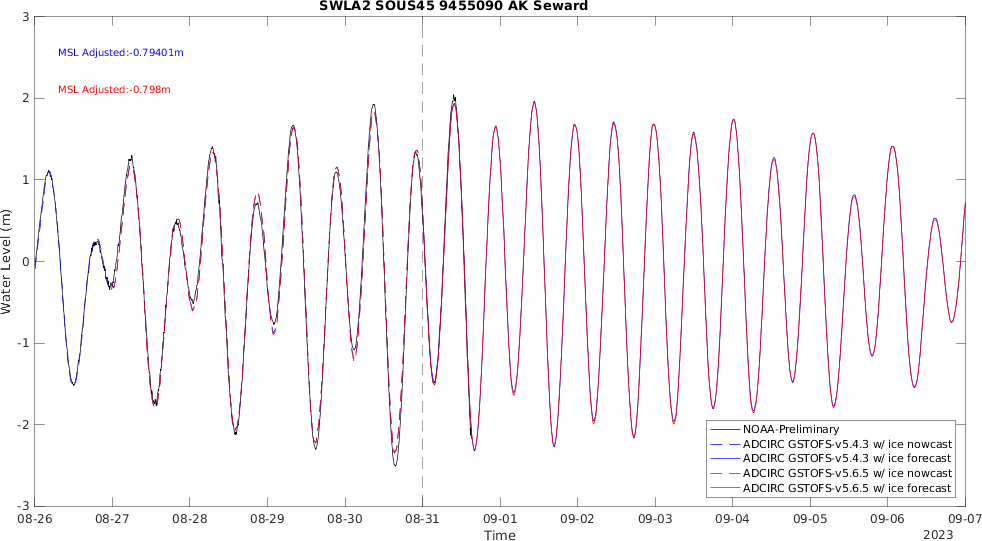 SWLA2 SOUS45 9455090 AK Seward
MSL Adjusted:-0.79401m
MSL Adjusted:-0.798m
Water Level (m)
3
2
1
0
-1
-2
-3
NOAA-Preliminary
ADCIRC GSTOFS-v5.4.3 w/ ice nowcast
ADCIRC GSTOFS-v5.4.3 w/ ice forecast
ADCIRC GSTOFS-v5.6.5 w/ ice nowcast
ADCIRC GSTOFS-v5.6.5 w/ ice forecast
08-26 08-27 08-28 08-29 08-30 08-31 09-01 09-02 09-03 09-04 09-05 09-06 09-07
Time
2023